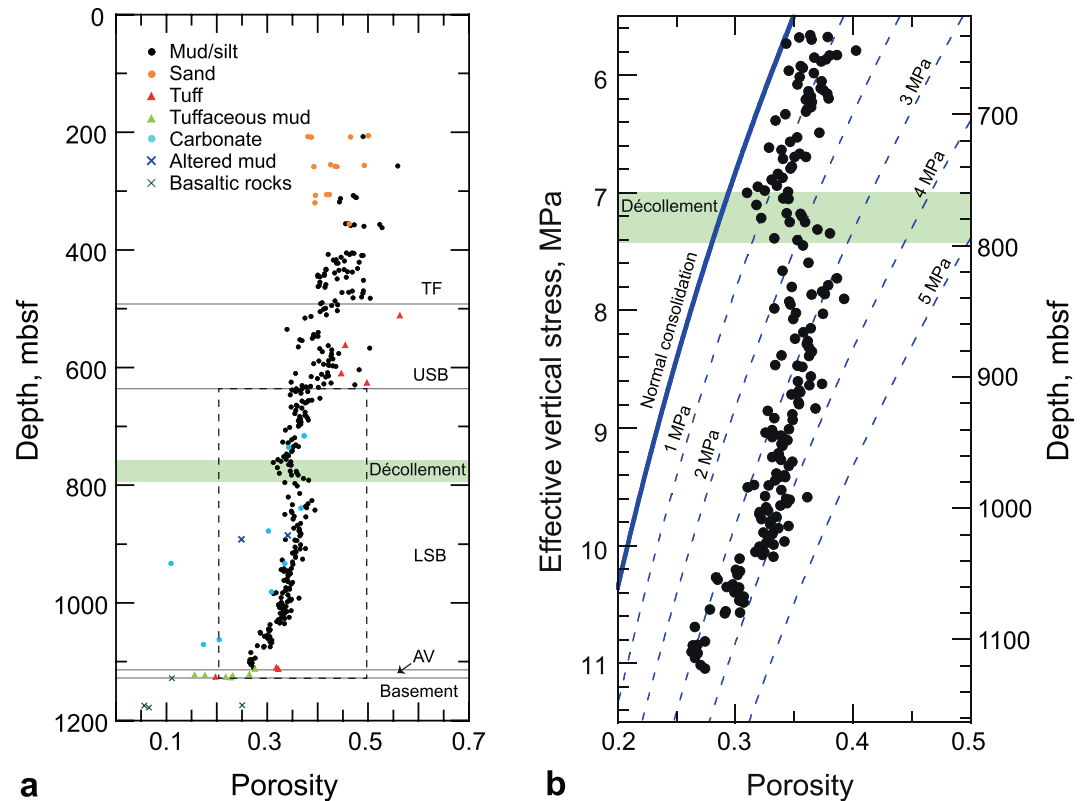 0
200
400
600
800
1000
1200
Depth, mbsf
Mud/silt
Sand
Tuff
Tuffaceous mud
Carbonate
Altered mud
Basaltic rocks
TF
USB
Décollement
LSB
AV
Basement
0.1 0.3 0.5 0.7
Porosity
a
6
7
8
9
10
11
Effective vertical stress, MPa
Normal consolidation
1 MPa
2 MPa
3 MPa
4 MPa
5 MPa
Décollement
700
800
900
1000
1100
Depth, mbsf
0.2 0.3 0.4 0.5
Porosity
b